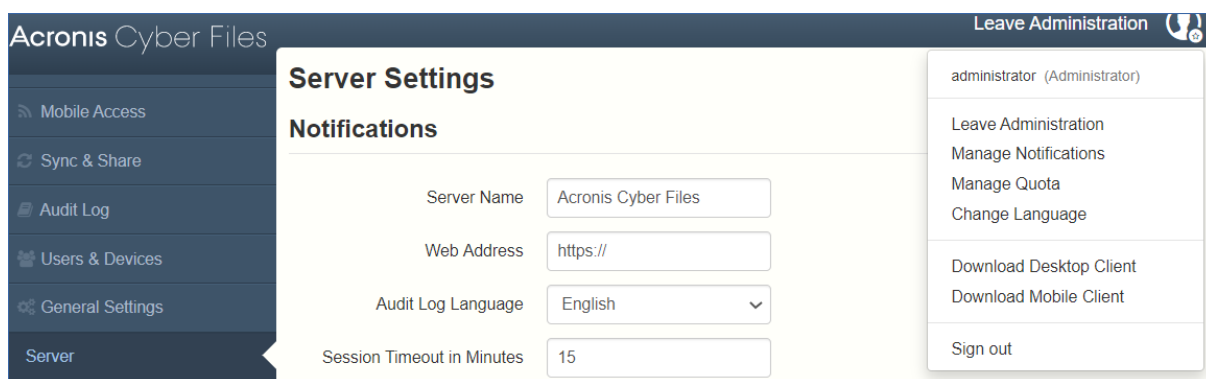 Acronis Cyber Files
Leave Administration
Mobile Access
Sync & Share
Audit Log
Users & Devices
General Settings
Server
Server Settings
Notifications
Server Name
Acronis Cyber Files
Web Address
https://
Audit Log Language
English
Session Timeout in Minutes
15
administrator (Administrator)
Leave Administration
Manage Notifications
Manage Quota
Change Language
Download Desktop Client
Download Mobile Client
Sign out